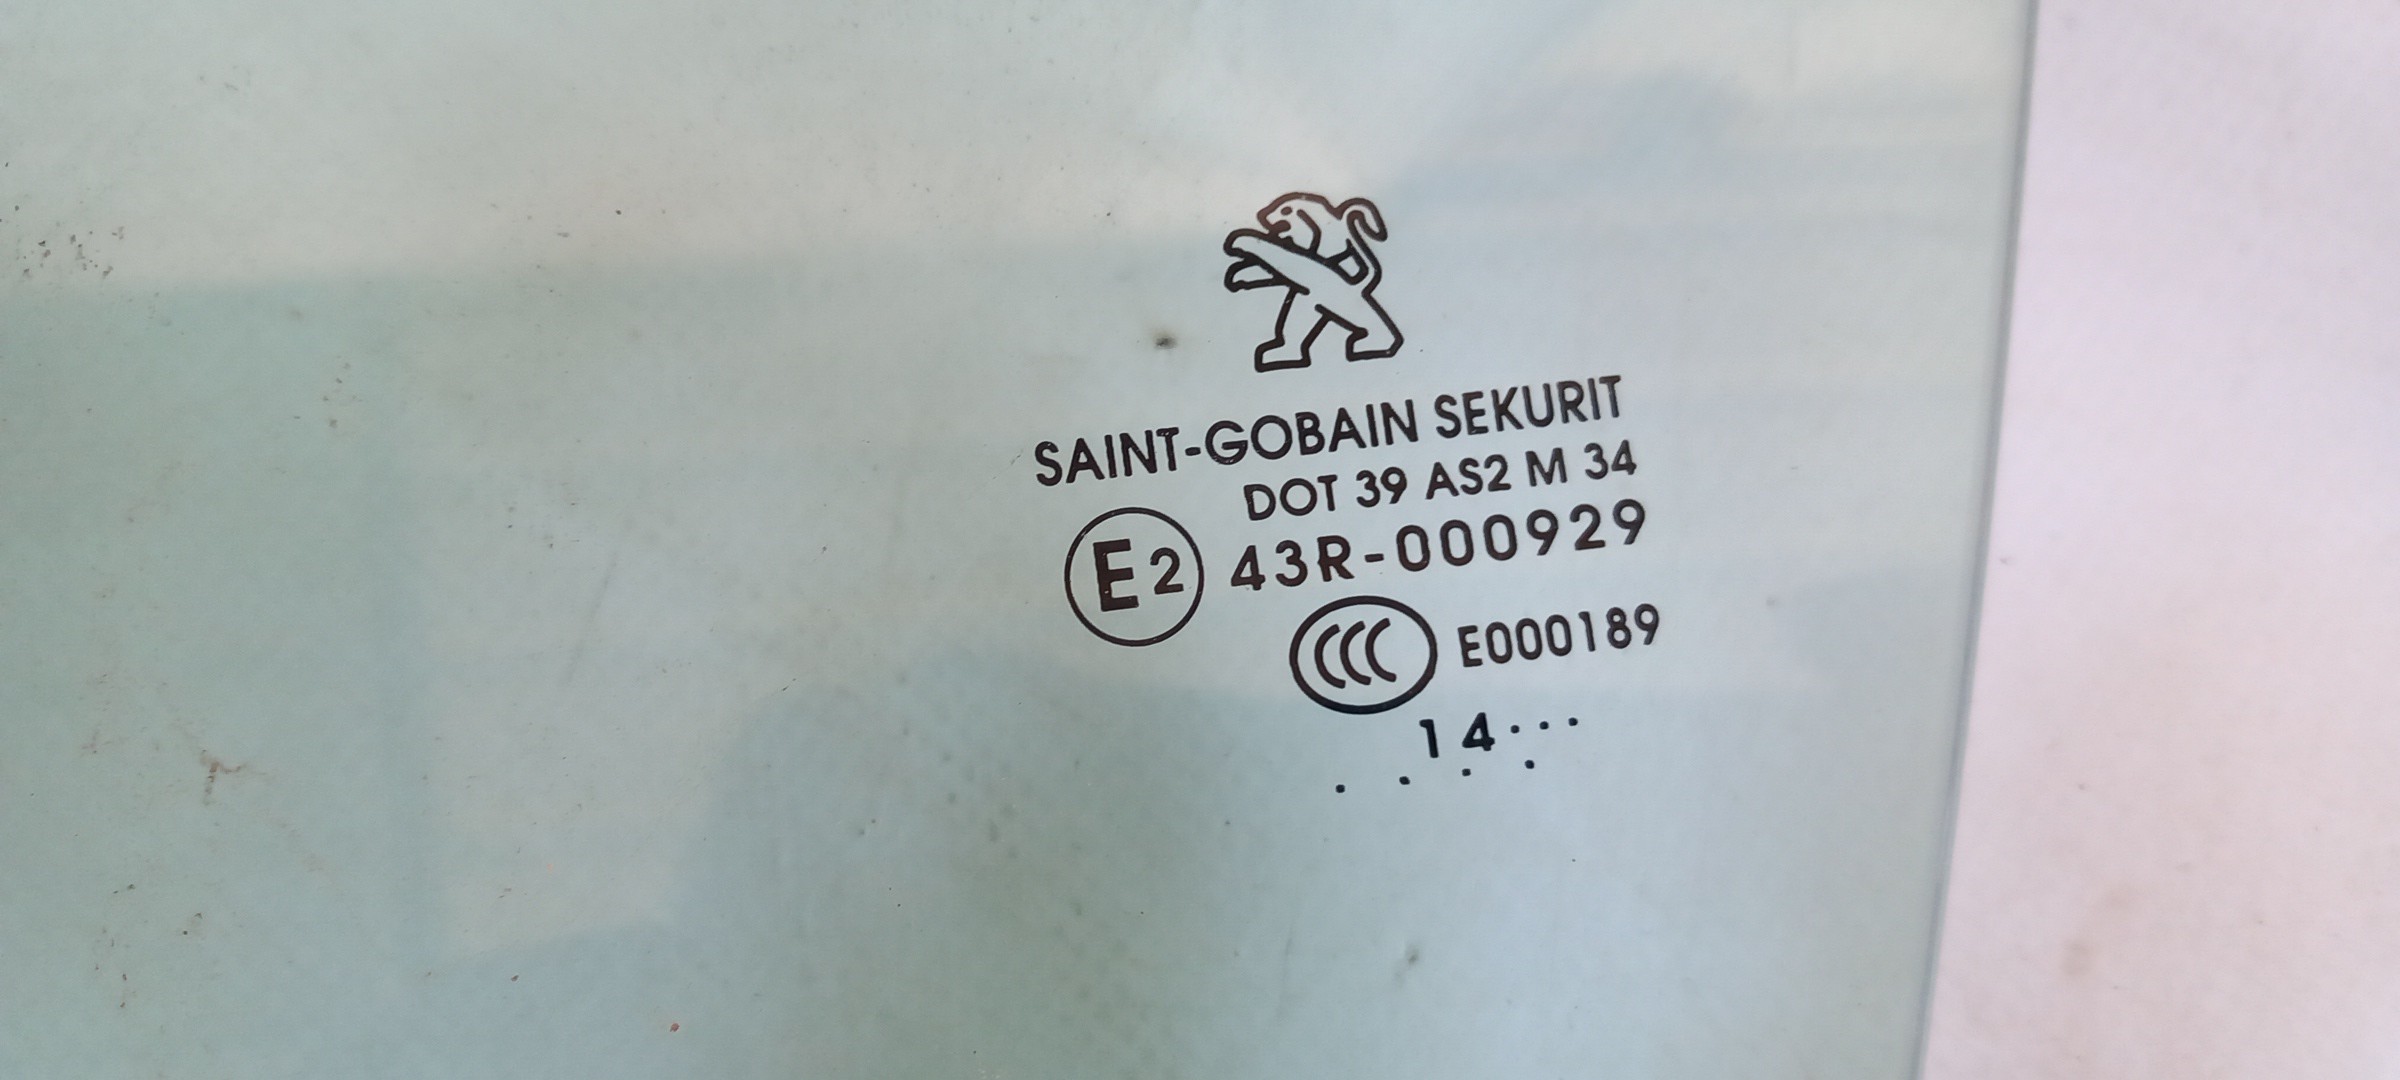 SAINT-GOBAIN SEKURIT
DOT 39 AS2 M 34
E2 43R-000929
CCC E000189
14...
. . . .